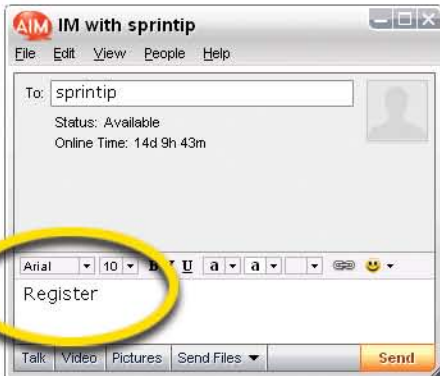 AIM IM with sprintip
File Edit View People Help
To: sprintip
Status: Available
Online Time: 14d 9h 43m
Arial 10 B U a a
Register
Talk Video Pictures Send Files Send